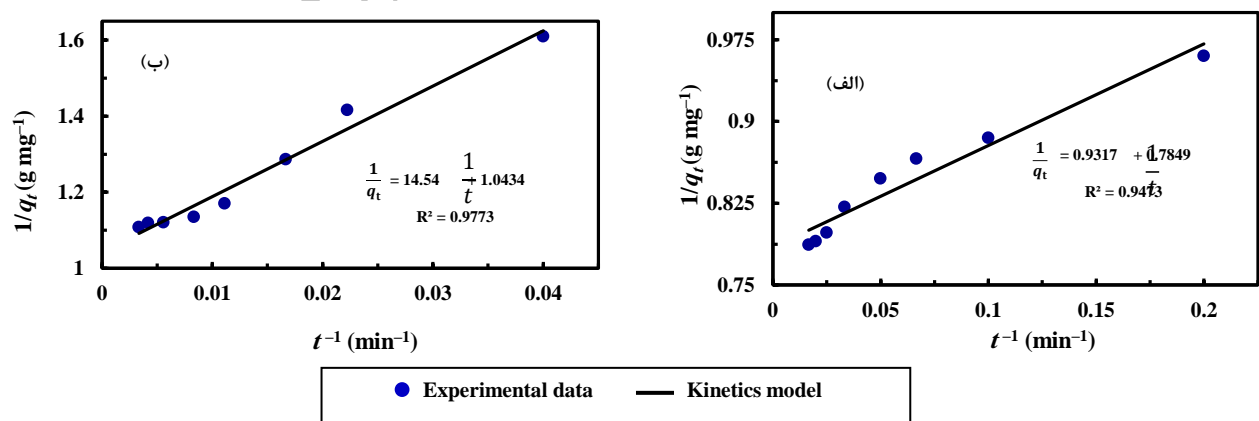 (ب)
1/qt (g mg–1)
1.6
1.4
1.2
1
0
0.01
0.02
0.03
0.04
1/qt = 14.54 1/t + 1.0434
R² = 0.9773
t –1 (min–1)
(الف)
1/qt (g mg–1)
0.975
0.9
0.825
0.75
0
0.05
0.1
0.15
0.2
1/qt = 0.9317 1/t + 0.7849
R² = 0.9473
t –1 (min–1)
Experimental data Kinetics model